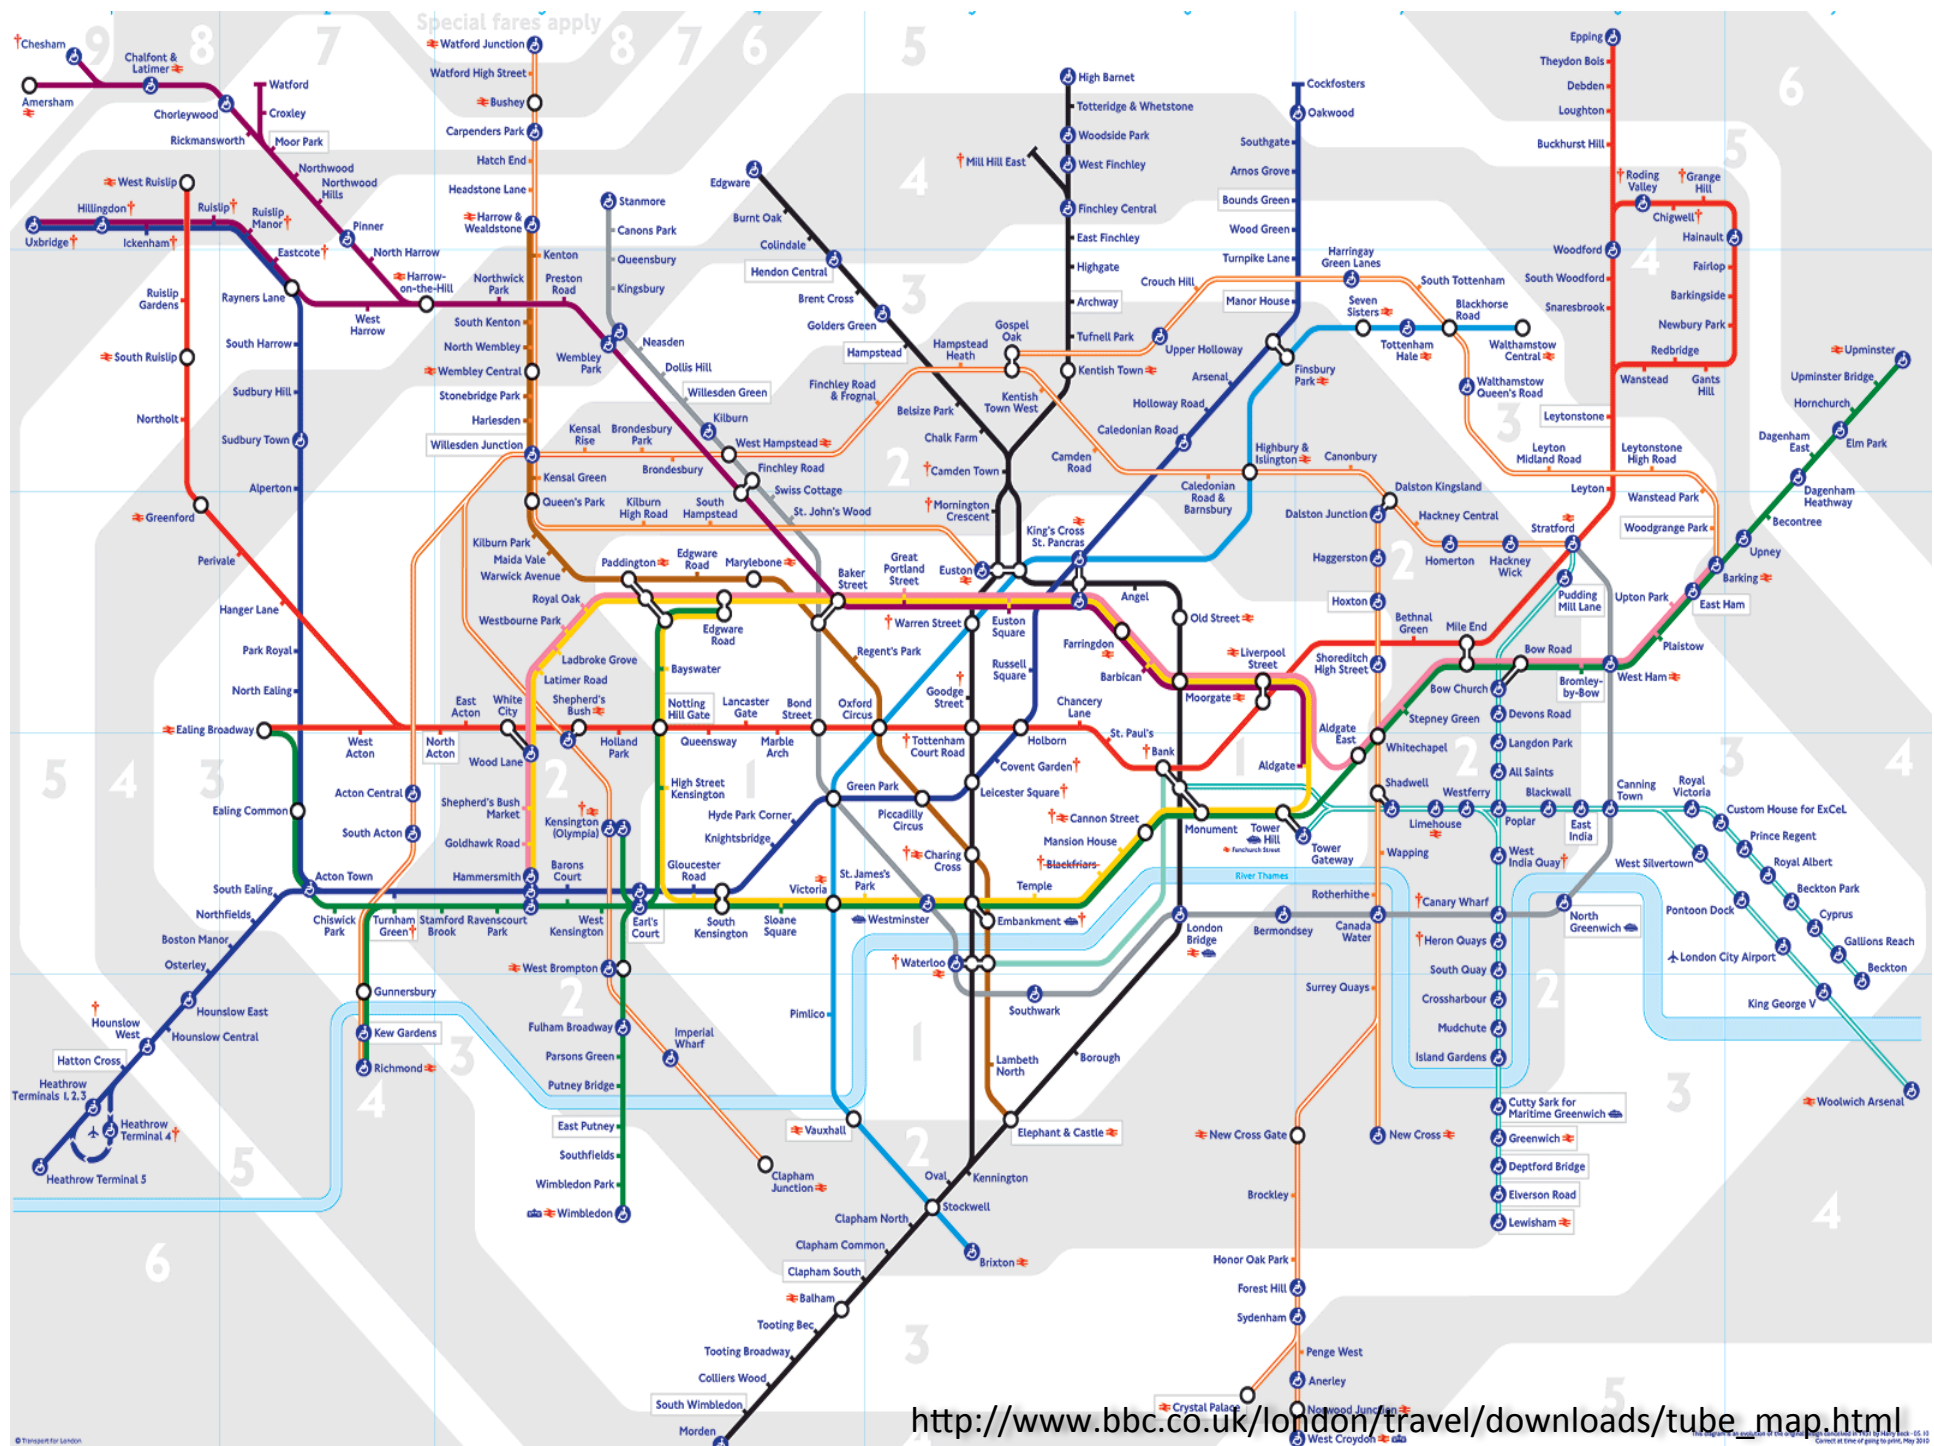 Special fares apply
9
8
7
8
7
6
5
6
†Chesham
Chalfont &
Latimer
Amersham
Chorleywood
Rickmansworth
Watford
Croxley
Moor Park
Northwood
Northwood
Hills
Pinner
North Harrow
Harrow-
on-the-Hill
Northwick
Park
Preston
Road
West
Harrow
West Ruislip
Hillingdon†
Ruislip†
Ruislip
Manor†
Uxbridge†
Ickenham†
Eastcote†
Rayners Lane
Ruislip
Gardens
South Ruislip
Northolt
Greenford
Perivale
Hanger Lane
South Harrow
Sudbury Hill
Sudbury Town
Alperton
Park Royal
North Ealing
Watford Junction
Watford High Street
Bushey
Carpenders Park
Hatch End
Headstone Lane
Harrow &
Wealdstone
Kenton
South Kenton
North Wembley
Wembley Central
Stonebridge Park
Harlesden
Willesden Junction
Kensal Green
Queen's Park
Kilburn Park
Maida Vale
Warwick Avenue
Stanmore
Canons Park
Queensbury
Kingsbury
Wembley
Park
Neasden
Dollis Hill
Willesden Green
Kilburn
West Hampstead
Finchley Road
Swiss Cottage
St. John's Wood
Kensal
Rise
Brondesbury
Park
Brondesbury
Kilburn
High Road
South
Hampstead
Finchley Road
& Frognal
Hampstead
Heath
Gospel
Oak
Edgware
Burnt Oak
Colindale
Hendon Central
Brent Cross
Golders Green
Hampstead
Belsize Park
Chalk Farm
†Camden Town
†Mornington
Crescent
High Barnet
Totteridge & Whetstone
Woodside Park
†Mill Hill East
West Finchley
Finchley Central
East Finchley
Highgate
Archway
Tufnell Park
Kentish Town
Kentish
Town West
Camden
Road
Upper Holloway
Crouch Hill
Cockfosters
Oakwood
Southgate
Arnos Grove
Bounds Green
Wood Green
Turnpike Lane
Manor House
Finsbury
Park
Arsenal
Holloway Road
Caledonian Road
Harringay
Green Lanes
South Tottenham
Seven
Sisters
Blackhorse
Road
Tottenham
Hale
Walthamstow
Central
Walthamstow
Queen's Road
Leyton
Midland Road
Leytonstone
High Road
Wanstead Park
Woodgrange Park
Highbury &
Islington
Canonbury
Caledonian
Road &
Barnsbury
Dalston Kingsland
Dalston Junction
Hackney Central
Homerton
Hackney
Wick
Stratford
Haggerston
Hoxton
Shoreditch
High Street
Epping
Theydon Bois
Debden
Loughton
Buckhurst Hill
†Roding
Valley
†Grange
Hill
Chigwell†
Hainault
Woodford
Fairlop
South Woodford
Barkingside
Snaresbrook
Newbury Park
Redbridge
Wanstead
Gants
Hill
Leytonstone
Leyton
Upminster
Upminster Bridge
Hornchurch
Elm Park
Dagenham
East
Dagenham
Heathway
Becontree
Upney
Barking
East Ham
Upton Park
Plaistow
West Ham
Bromley-
by-Bow
Bow Road
Mile End
Bethnal
Green
Pudding
Mill Lane
Bow Church
Stepney Green
Devons Road
Langdon Park
All Saints
Paddington
Edgware
Road
Marylebone
Baker
Street
Great
Portland
Street
Euston
King's Cross
St. Pancras
Angel
Old Street
Royal Oak
Westbourne Park
Ladbroke Grove
Latimer Road
Edgware
Road
Bayswater
Regent's Park
†Warren Street
Euston
Square
Russell
Square
†
Goodge
Street
Farringdon
Barbican
Moorgate
Liverpool
Street
Ealing Broadway
West
Acton
North
Acton
East
Acton
White
City
Shepherd's
Bush
Holland
Park
Notting
Hill Gate
Queensway
Lancaster
Gate
Marble
Arch
Bond
Street
Oxford
Circus
†Tottenham
Court Road
Holborn
Chancery
Lane
St. Paul's
†Bank
Aldgate
East
Aldgate
Whitechapel
Shadwell
Wood Lane
Shepherd's Bush
Market
Goldhawk Road
Hammersmith
Kensington
(Olympia)
High Street
Kensington
Hyde Park Corner
Knightsbridge
Green Park
Piccadilly
Circus
Covent Garden†
Leicester Square†
†Charing
Cross
†Cannon Street
Mansion House
†Blackfriars
Temple
Monument
Tower
Hill
Fenchurch Street
Tower
Gateway
Limehouse
Westferry
Poplar
Blackwall
East
India
Canning
Town
Royal
Victoria
Custom House for ExCeL
Prince Regent
Royal Albert
Beckton Park
Cyprus
Gallions Reach
Beckton
West Silvertown
Pontoon Dock
London City Airport
King George V
Woolwich Arsenal
Ealing Common
Acton Central
South Acton
Acton Town
South Ealing
Northfields
Boston Manor
Osterley
Hounslow East
Hounslow Central
†
Hounslow
West
Hatton Cross
Heathrow
Terminals 1, 2, 3
Heathrow
Terminal 4†
Heathrow Terminal 5
Chiswick
Park
Turnham
Green†
Stamford
Brook
Ravenscourt
Park
Barons
Court
West
Kensington
Earl's
Court
Gloucester
Road
South
Kensington
Sloane
Square
Victoria
St. James's
Park
Westminster
Embankment †
†Waterloo
Southwark
London
Bridge
Bermondsey
Canada
Water
Wapping
Rotherhithe
Surrey Quays
†Canary Wharf
West
India Quay†
†Heron Quays
South Quay
Crossharbour
Mudchute
Island Gardens
Cutty Sark for
Maritime Greenwich
Greenwich
Deptford Bridge
Elverson Road
Lewisham
North
Greenwich
River Thames
Gunnersbury
Kew Gardens
Richmond
West Brompton
Fulham Broadway
Parsons Green
Putney Bridge
East Putney
Southfields
Wimbledon Park
Wimbledon
Imperial
Wharf
Clapham
Junction
Pimlico
Vauxhall
Lambeth
North
Borough
Elephant & Castle
Kennington
Oval
Stockwell
Brixton
Clapham North
Clapham Common
Clapham South
Balham
Tooting Bec
Tooting Broadway
Colliers Wood
South Wimbledon
Morden
New Cross Gate
New Cross
Brockley
Honor Oak Park
Forest Hill
Sydenham
Penge West
Anerley
Crystal Palace
Norwood Junction
West Croydon
http://www.bbc.co.uk/london/travel/downloads/tube_map.html
© Transport for London
Correct at time of going to print, May 2010